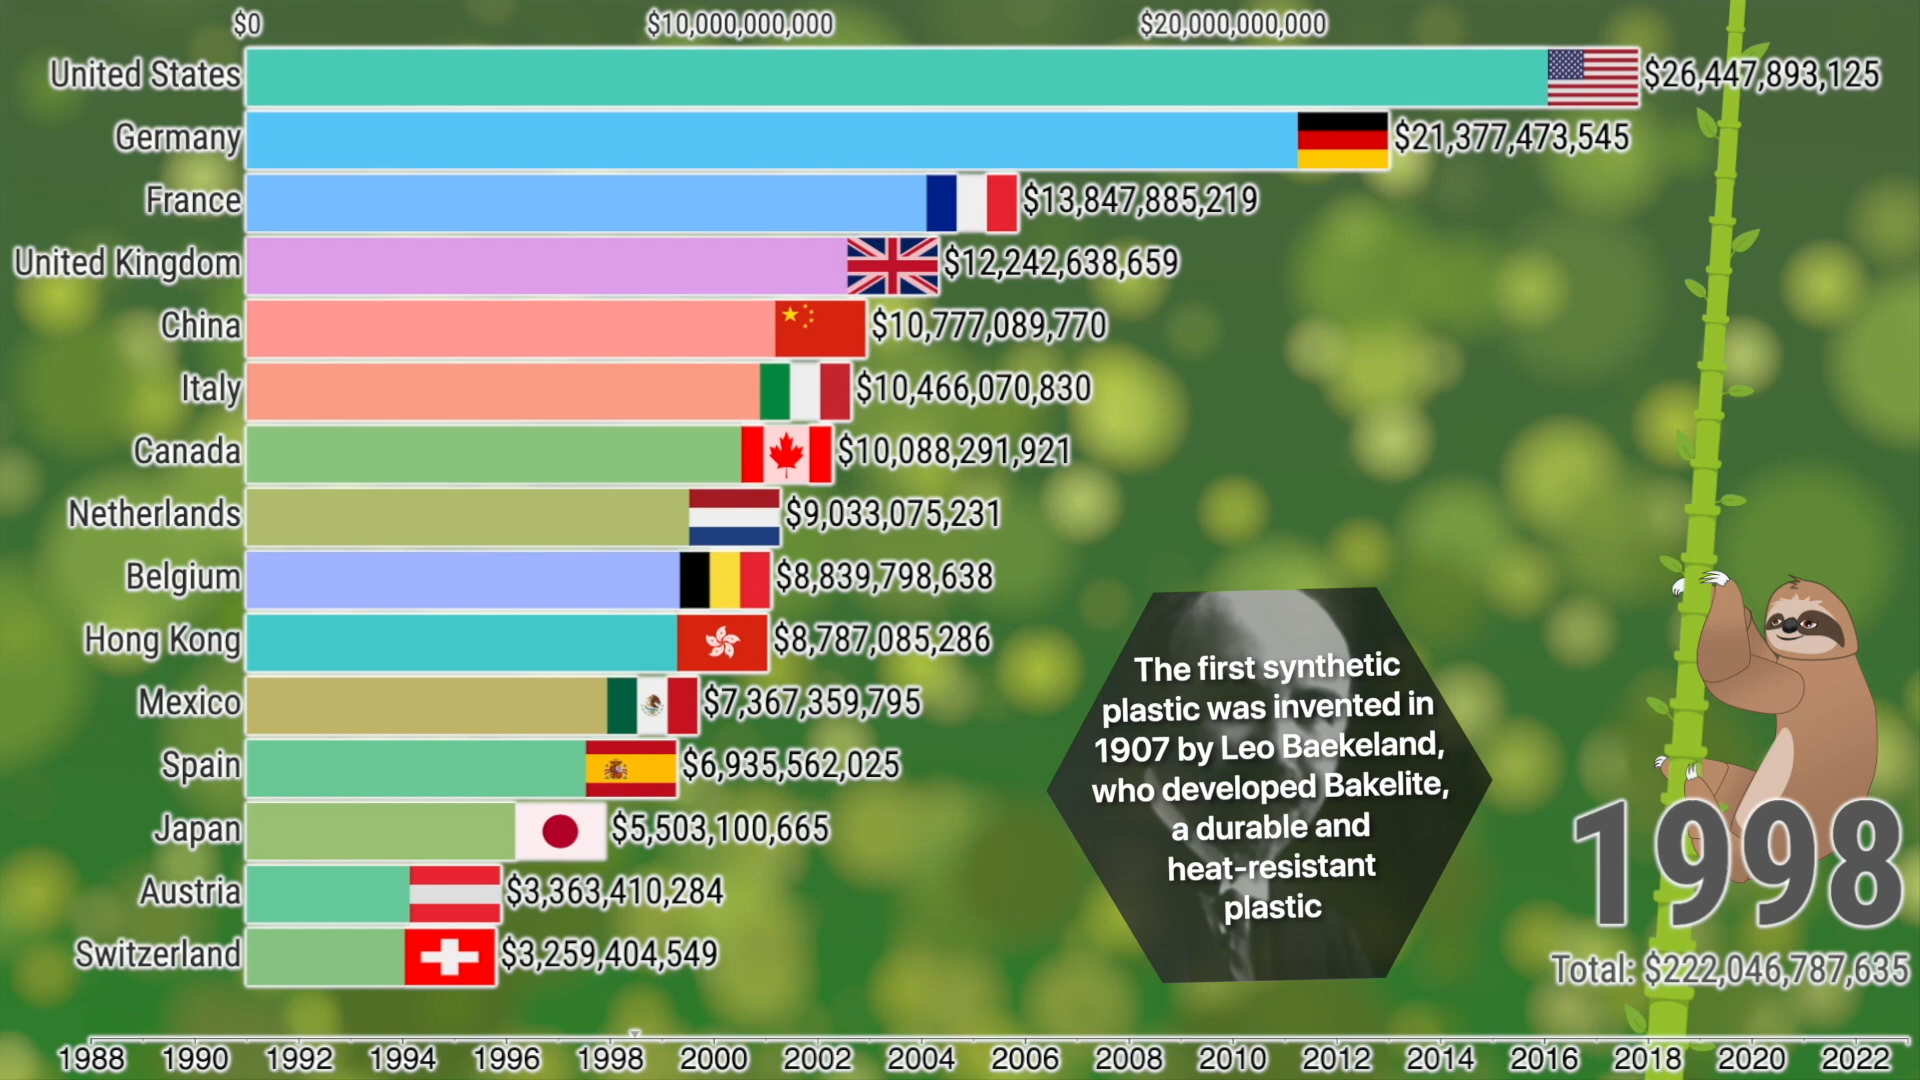 $0 $10,000,000,000 $20,000,000,000
United States $26,447,893,125
Germany $21,377,473,545
France $13,847,885,219
United Kingdom $12,242,638,659
China $10,777,089,770
Italy $10,466,070,830
Canada $10,088,291,921
Netherlands $9,033,075,231
Belgium $8,839,798,638
Hong Kong $8,787,085,286
Mexico $7,367,359,795
Spain $6,935,562,025
Japan $5,503,100,665
Austria $3,363,410,284
Switzerland $3,259,404,549
The first synthetic
plastic was invented in
1907 by Leo Baekeland,
who developed Bakelite,
a durable and
heat-resistant
plastic
1998
Total: $222,046,787,635
1988 1990 1992 1994 1996 1998 2000 2002 2004 2006 2008 2010 2012 2014 2016 2018 2020 2022